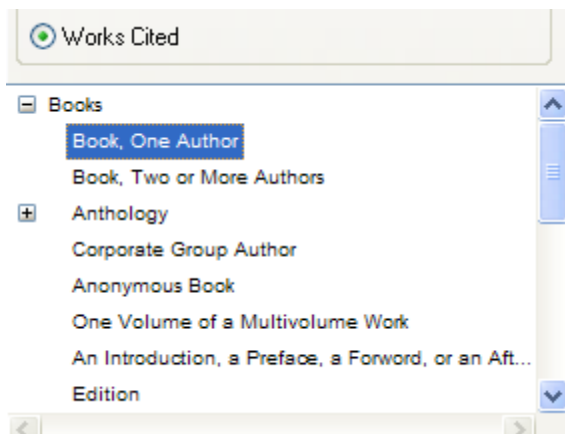 Works Cited
Books
Book, One Author
Book, Two or More Authors
Anthology
Corporate Group Author
Anonymous Book
One Volume of a Multivolume Work
An Introduction, a Preface, a Forword, or an Aft...
Edition